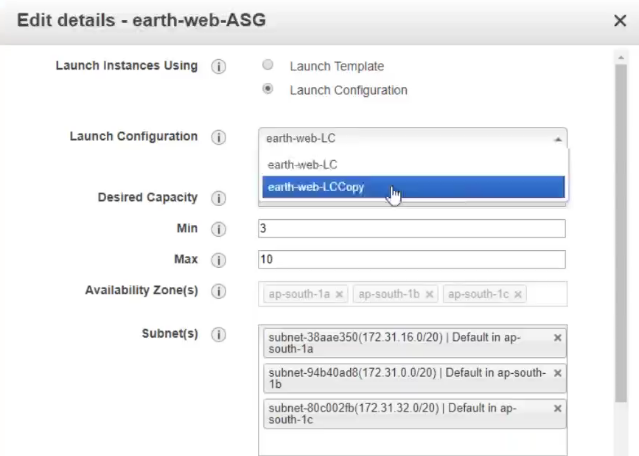 Edit details - earth-web-ASG ×
Launch Instances Using i Launch Template
Launch Configuration
Launch Configuration i earth-web-LC
earth-web-LC
earth-web-LCCopy
Desired Capacity i
Min i 3
Max i 10
Availability Zone(s) i ap-south-1a × ap-south-1b × ap-south-1c ×
Subnet(s) i subnet-38aae350(172.31.16.0/20) | Default in ap- ×
south-1a
subnet-94b40ad8(172.31.0.0/20) | Default in ap-south- ×
1b
subnet-80c002fb(172.31.32.0/20) | Default in ap- ×
south-1c